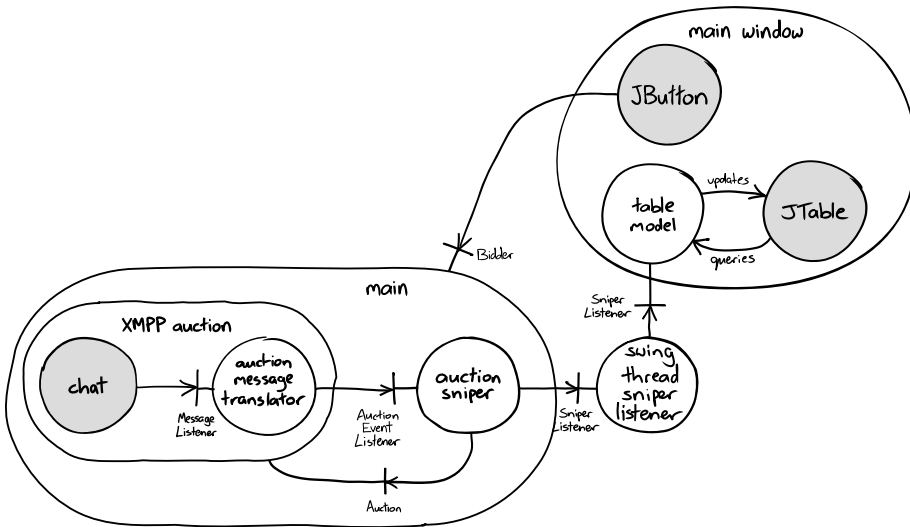 main window
JButton
updates
table
model
JTable
queries
Bidder
main
Sniper
Listener
XMPP auction
chat
Message
Listener
auction
message
translator
Auction
Event
Listener
auction
sniper
Sniper
Listener
swing
thread
sniper
listener
Auction